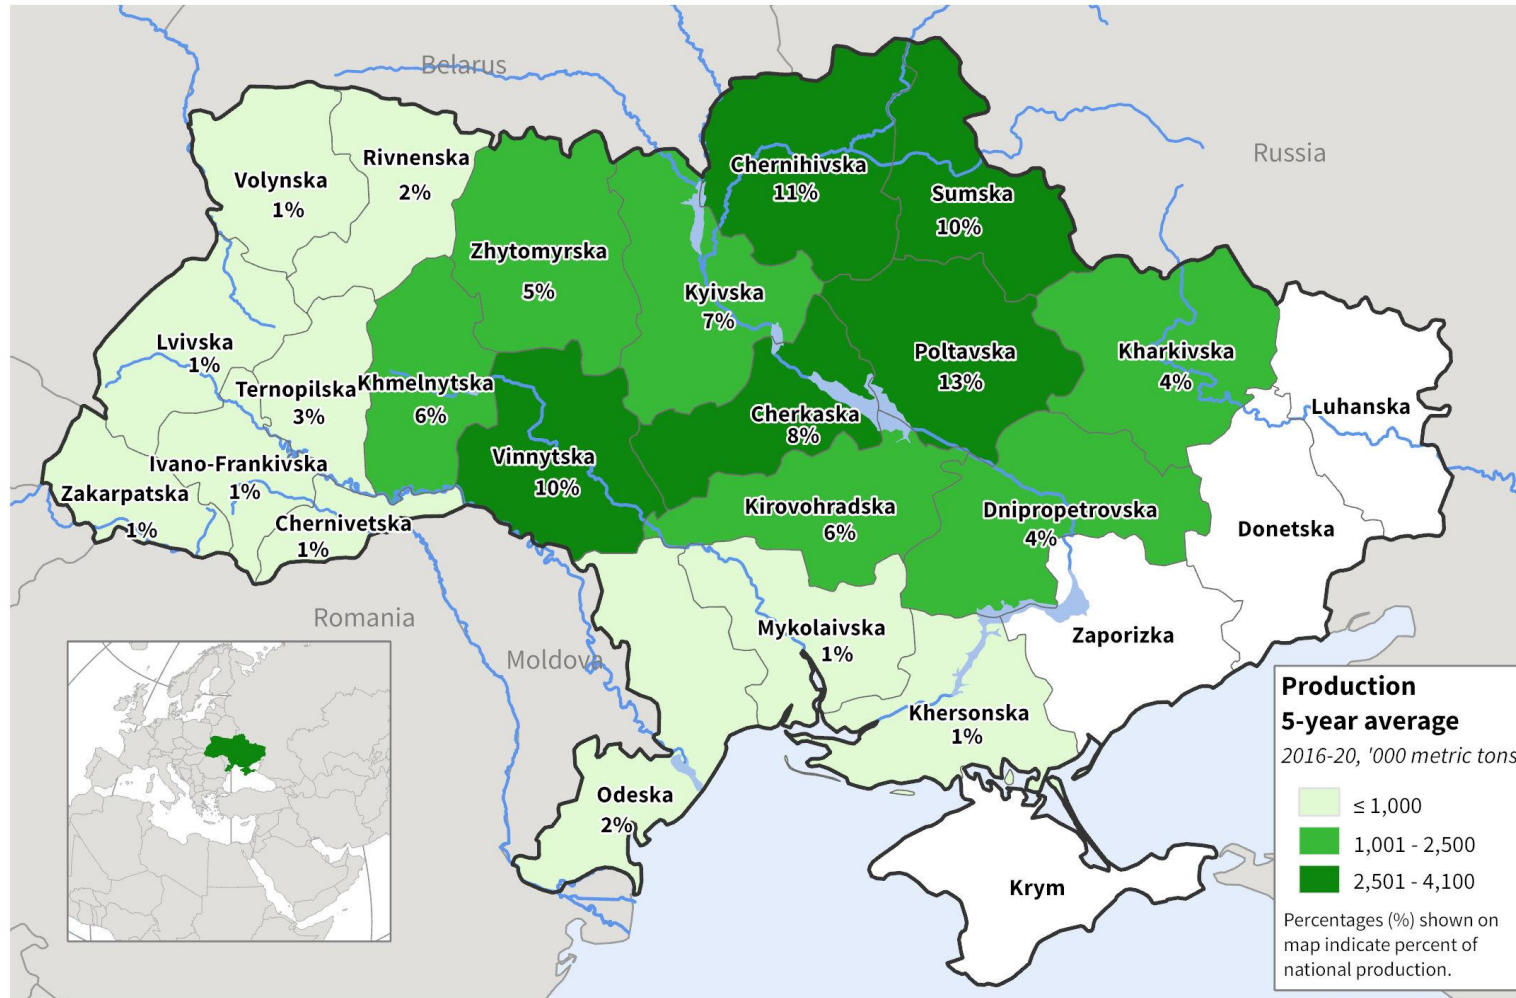 Belarus
Russia
Rivnenska
2%
Volynska
1%
Chernihivska
11%
Sumska
10%
Zhytomyrska
5%
Kyivska
7%
Lvivska
1%
Ternopilska
3%
Khmelnytska
6%
Poltavska
13%
Kharkivska
4%
Luhanska
Cherkaska
8%
Vinnytska
10%
Ivano-Frankivska
1%
Zakarpatska
1%
Chernivetska
1%
Kirovohradska
6%
Dnipropetrovska
4%
Donetska
Romania
Moldova
Mykolaivska
1%
Zaporizka
Khersonska
1%
Odeska
2%
Krym
Production
5-year average
2016-20, '000 metric tons
≤ 1,000
1,001 - 2,500
2,501 - 4,100
Percentages (%) shown on
map indicate percent of
national production.